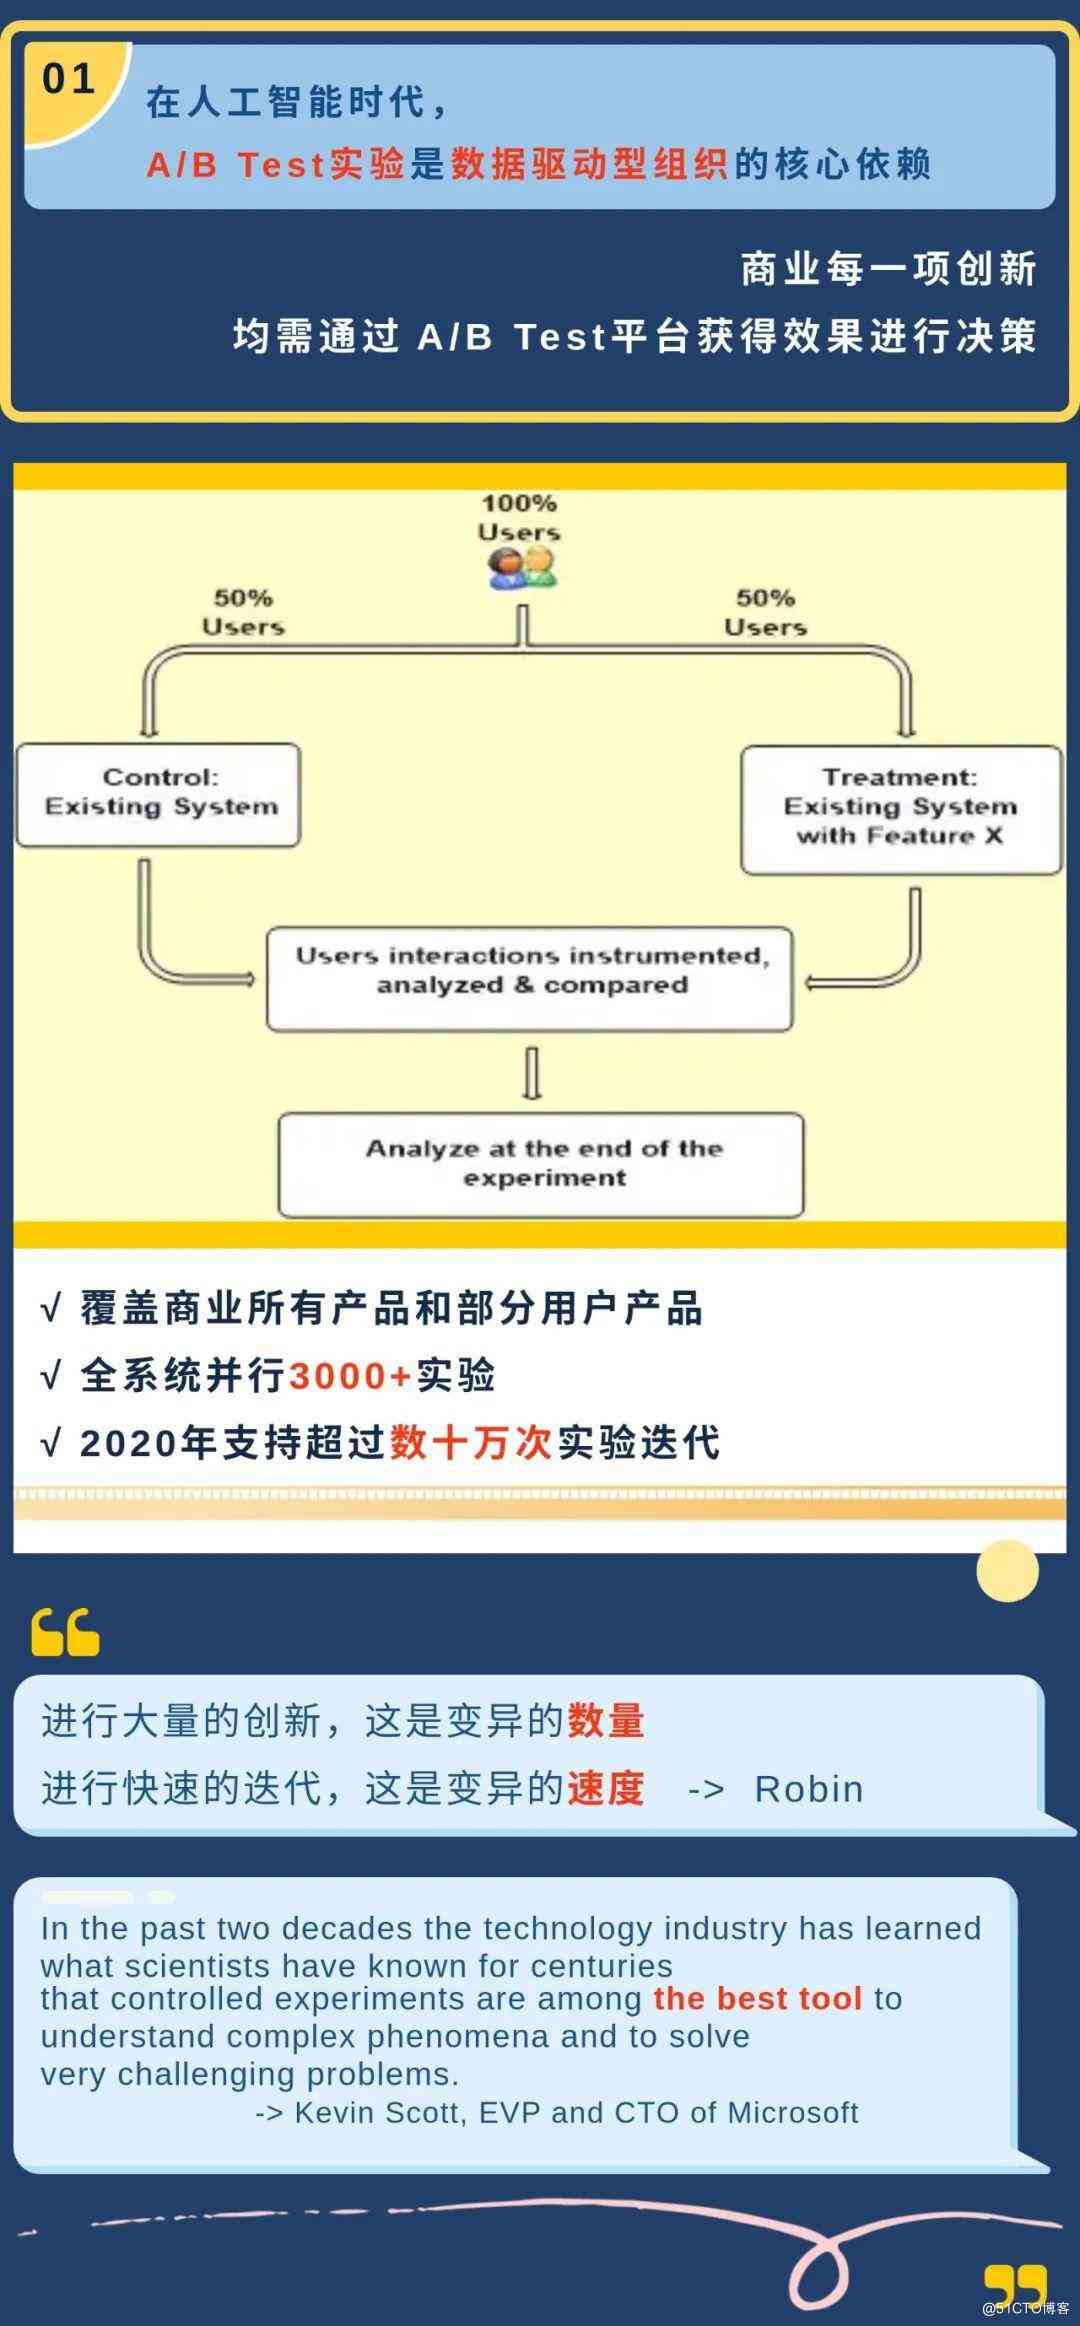 01
在人工智能时代，
A/B Test实验是数据驱动型组织的核心依赖
商业每一项创新
均需通过 A/B Test平台获得效果进行决策
100%
Users
50%
Users
50%
Users
Control:
Existing System
Treatment:
Existing System
with Feature X
Users interactions instrumented,
analyzed & compared
Analyze at the end of the
experiment
√ 覆盖商业所有产品和部分用户产品
√ 全系统并行3000+实验
√ 2020年支持超过数十万次实验迭代
进行大量的创新，这是变异的数量
进行快速的迭代，这是变异的速度 -> Robin
In the past two decades the technology industry has learned
what scientists have known for centuries
that controlled experiments are among the best tool to
understand complex phenomena and to solve
very challenging problems.
-> Kevin Scott, EVP and CTO of Microsoft
@51CTO博客